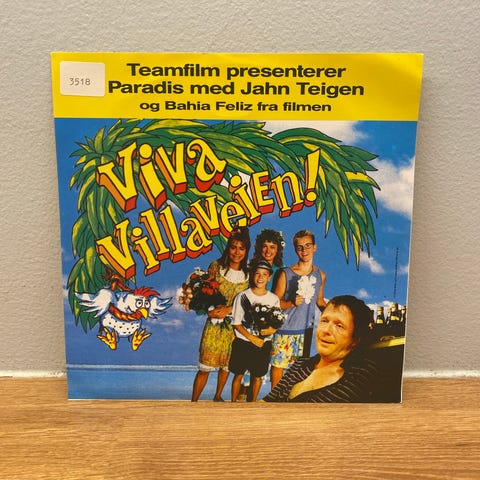 3518
Teamfilm presenterer
Paradis med Jahn Teigen
og Bahia Feliz fra filmen
Viva
Villaveien!